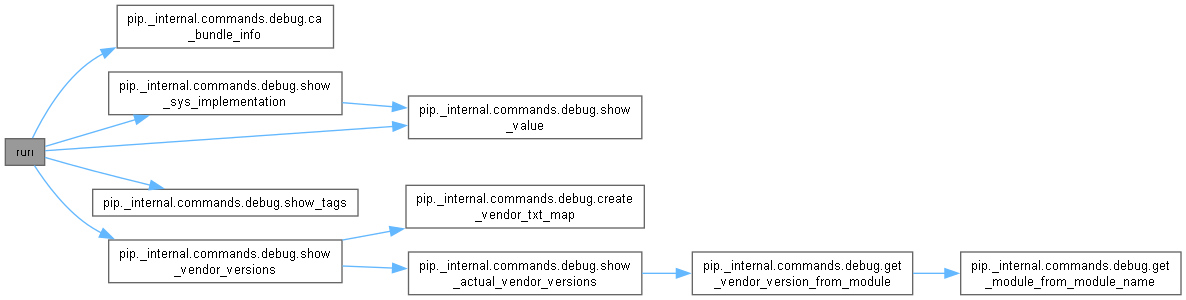 pip._internal.commands.debug.ca
_bundle_info
pip._internal.commands.debug.show
_sys_implementation
pip._internal.commands.debug.show
_value
run
pip._internal.commands.debug.show_tags
pip._internal.commands.debug.create
_vendor_txt_map
pip._internal.commands.debug.show
_vendor_versions
pip._internal.commands.debug.show
_actual_vendor_versions
pip._internal.commands.debug.get
_vendor_version_from_module
pip._internal.commands.debug.get
_module_from_module_name